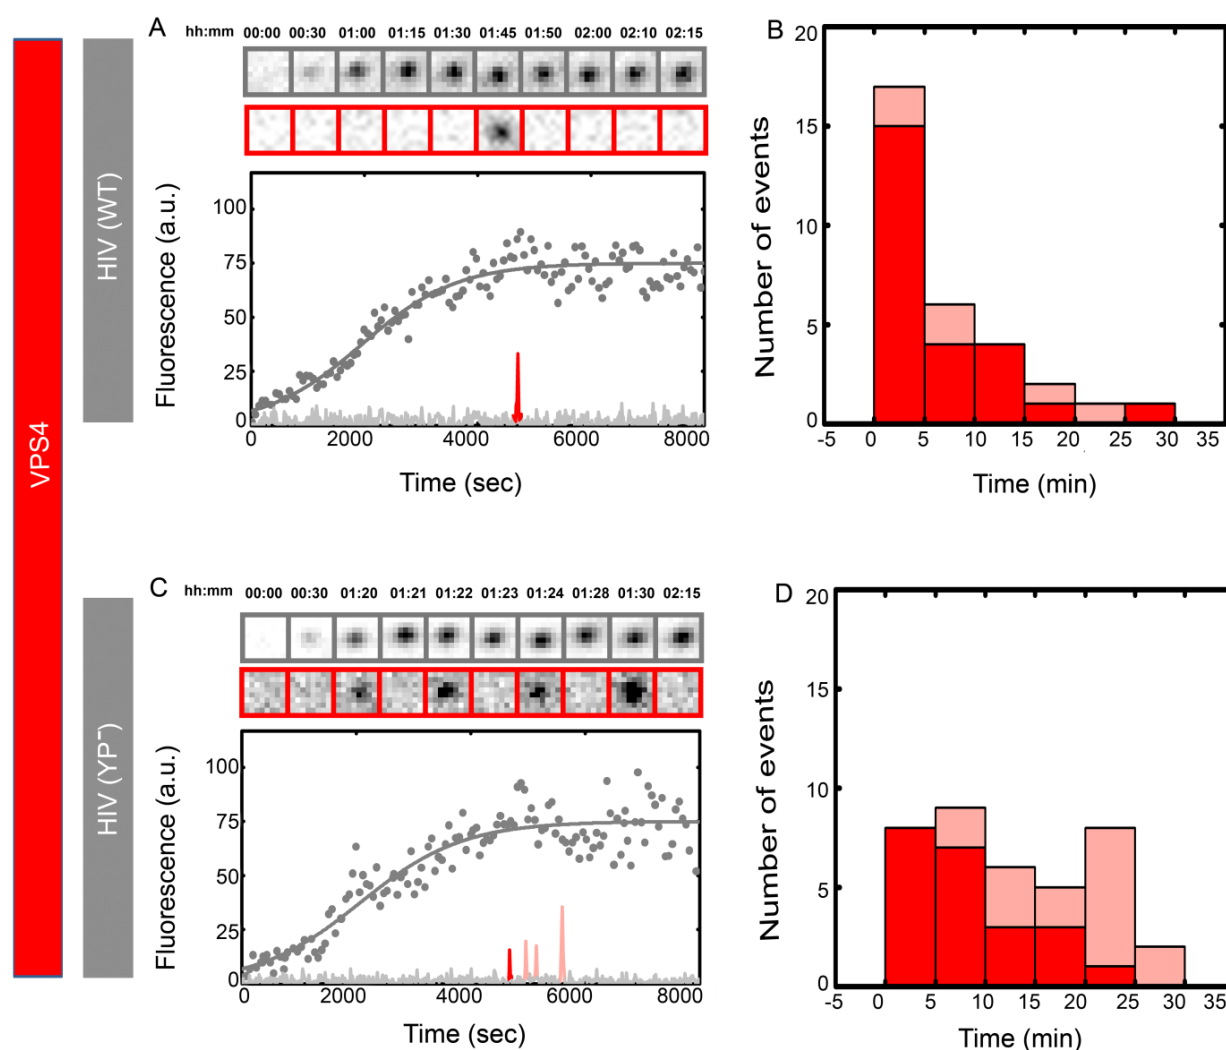 VPS4
HIV (WT)
A
hh:mm 00:00 00:30 01:00 01:15 01:30 01:45 01:50 02:00 02:10 02:15
Fluorescence (a.u.)
100
75
50
25
0
0 2000 4000 6000 8000
Time (sec)
B
Number of events
20
15
10
5
0
-5 0 5 10 15 20 25 30 35
Time (min)
HIV (YP-)
C
hh:mm 00:00 00:30 01:20 01:21 01:22 01:23 01:24 01:28 01:30 02:15
Fluorescence (a.u.)
100
75
50
25
0
0 2000 4000 6000 8000
Time (sec)
D
Number of events
20
15
10
5
0
-5 0 5 10 15 20 25 30 35
Time (min)